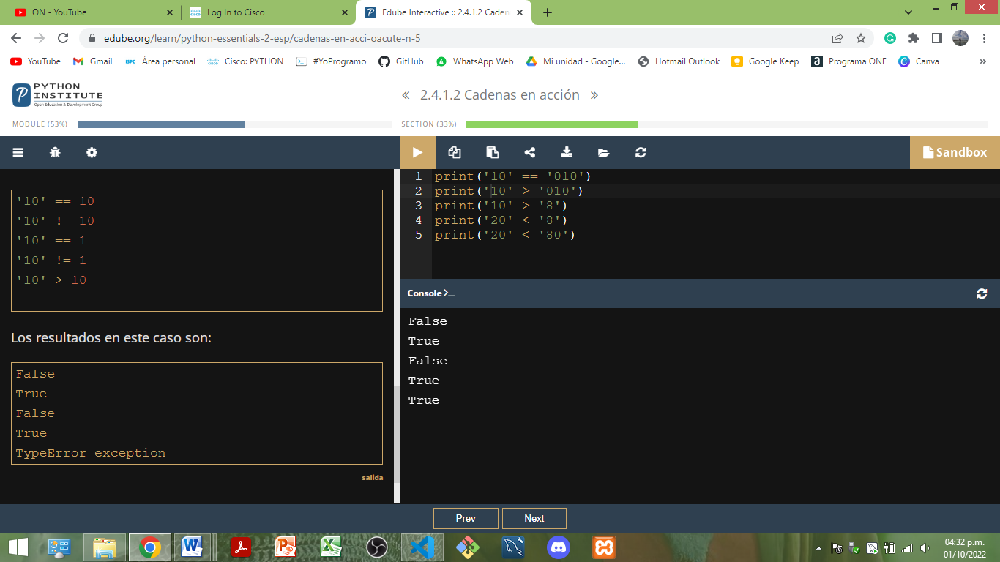 ON - YouTube
Log In to Cisco
Edube Interactive :: 2.4.1.2 Caden
edube.org/learn/python-essentials-2-esp/cadenas-en-acci-oacute-n-5
YouTube
Gmail
Área personal
Cisco: PYTHON
#YoProgramo
GitHub
WhatsApp Web
Mi unidad - Google...
Hotmail Outlook
Google Keep
Programa ONE
Canva
»
PYTHON
INSTITUTE
Open Education & Development Group
« 2.4.1.2 Cadenas en acción »
MODULE (53%)
SECTION (33%)
Sandbox
'10' == 10
'10' != 10
'10' == 1
'10' != 1
'10' > 10
Los resultados en este caso son:
False
True
False
True
TypeError exception
salida
1 print('10' == '010')
2 print('10' > '010')
3 print('10' > '8')
4 print('20' < '8')
5 print('20' < '80')
Console >_
False
True
False
True
True
Prev
Next
04:32 p.m.
01/10/2022